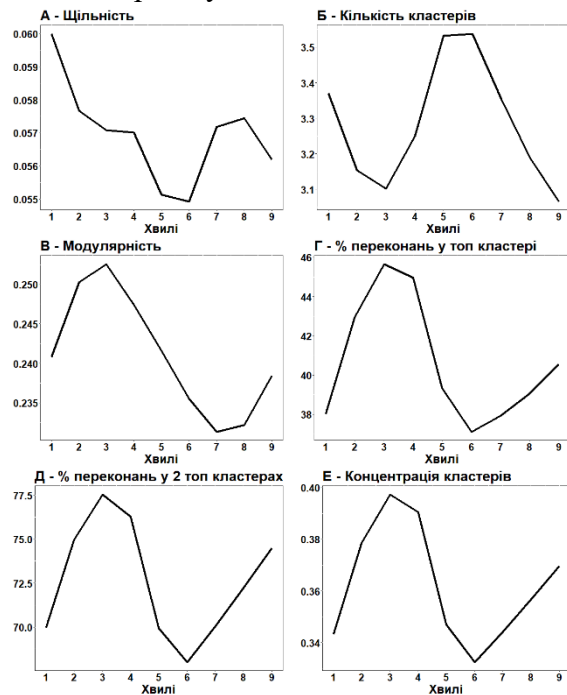 А - Щільність
0.060
0.059
0.058
0.057
0.056
0.055
1 2 3 4 5 6 7 8 9
Хвилі
Б - Кількість кластерів
3.5
3.4
3.3
3.2
3.1
1 2 3 4 5 6 7 8 9
Хвилі
В - Модулярність
0.250
0.245
0.240
0.235
1 2 3 4 5 6 7 8 9
Хвилі
Г - % переконань у топ кластері
46
44
42
40
38
1 2 3 4 5 6 7 8 9
Хвилі
Д - % переконань у 2 топ кластерах
77.5
75.0
72.5
70.0
1 2 3 4 5 6 7 8 9
Хвилі
Е - Концентрація кластерів
0.40
0.38
0.36
0.34
1 2 3 4 5 6 7 8 9
Хвилі